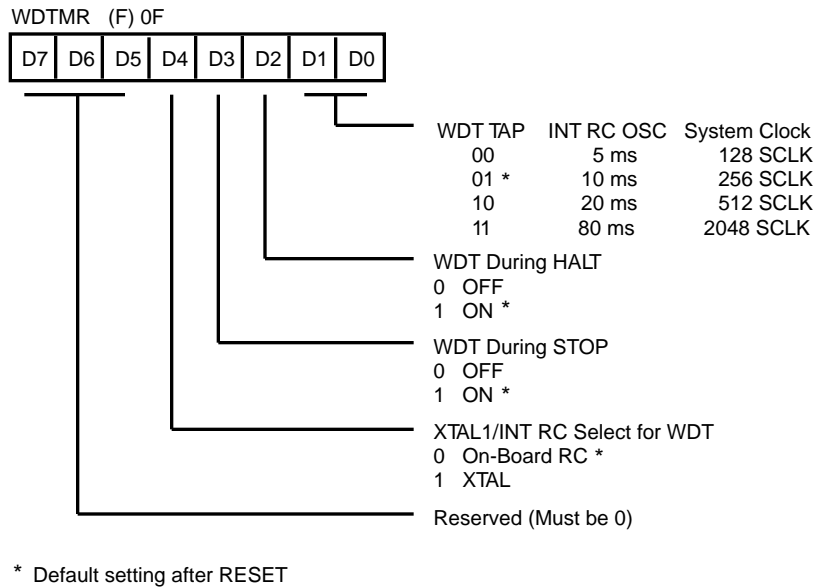 WDTMR (F) 0F
D7 D6 D5 D4 D3 D2 D1 D0
WDT TAP INT RC OSC System Clock
00 5 ms 128 SCLK
01 * 10 ms 256 SCLK
10 20 ms 512 SCLK
11 80 ms 2048 SCLK
WDT During HALT
0 OFF
1 ON *
WDT During STOP
0 OFF
1 ON *
XTAL1/INT RC Select for WDT
0 On-Board RC *
1 XTAL
Reserved (Must be 0)
* Default setting after RESET